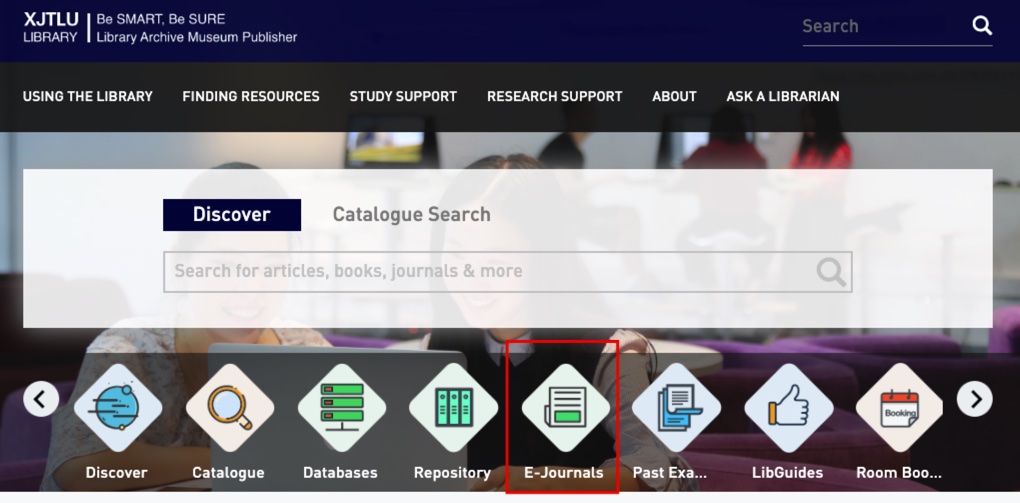 XJTLU
LIBRARY
Be SMART, Be SURE
Library Archive Museum Publisher
Search
USING THE LIBRARY FINDING RESOURCES STUDY SUPPORT RESEARCH SUPPORT ABOUT ASK A LIBRARIAN
Discover Catalogue Search
Search for articles, books, journals & more
Booking
Discover Catalogue Databases Repository E-Journals Past Exa... LibGuides Room Boo...